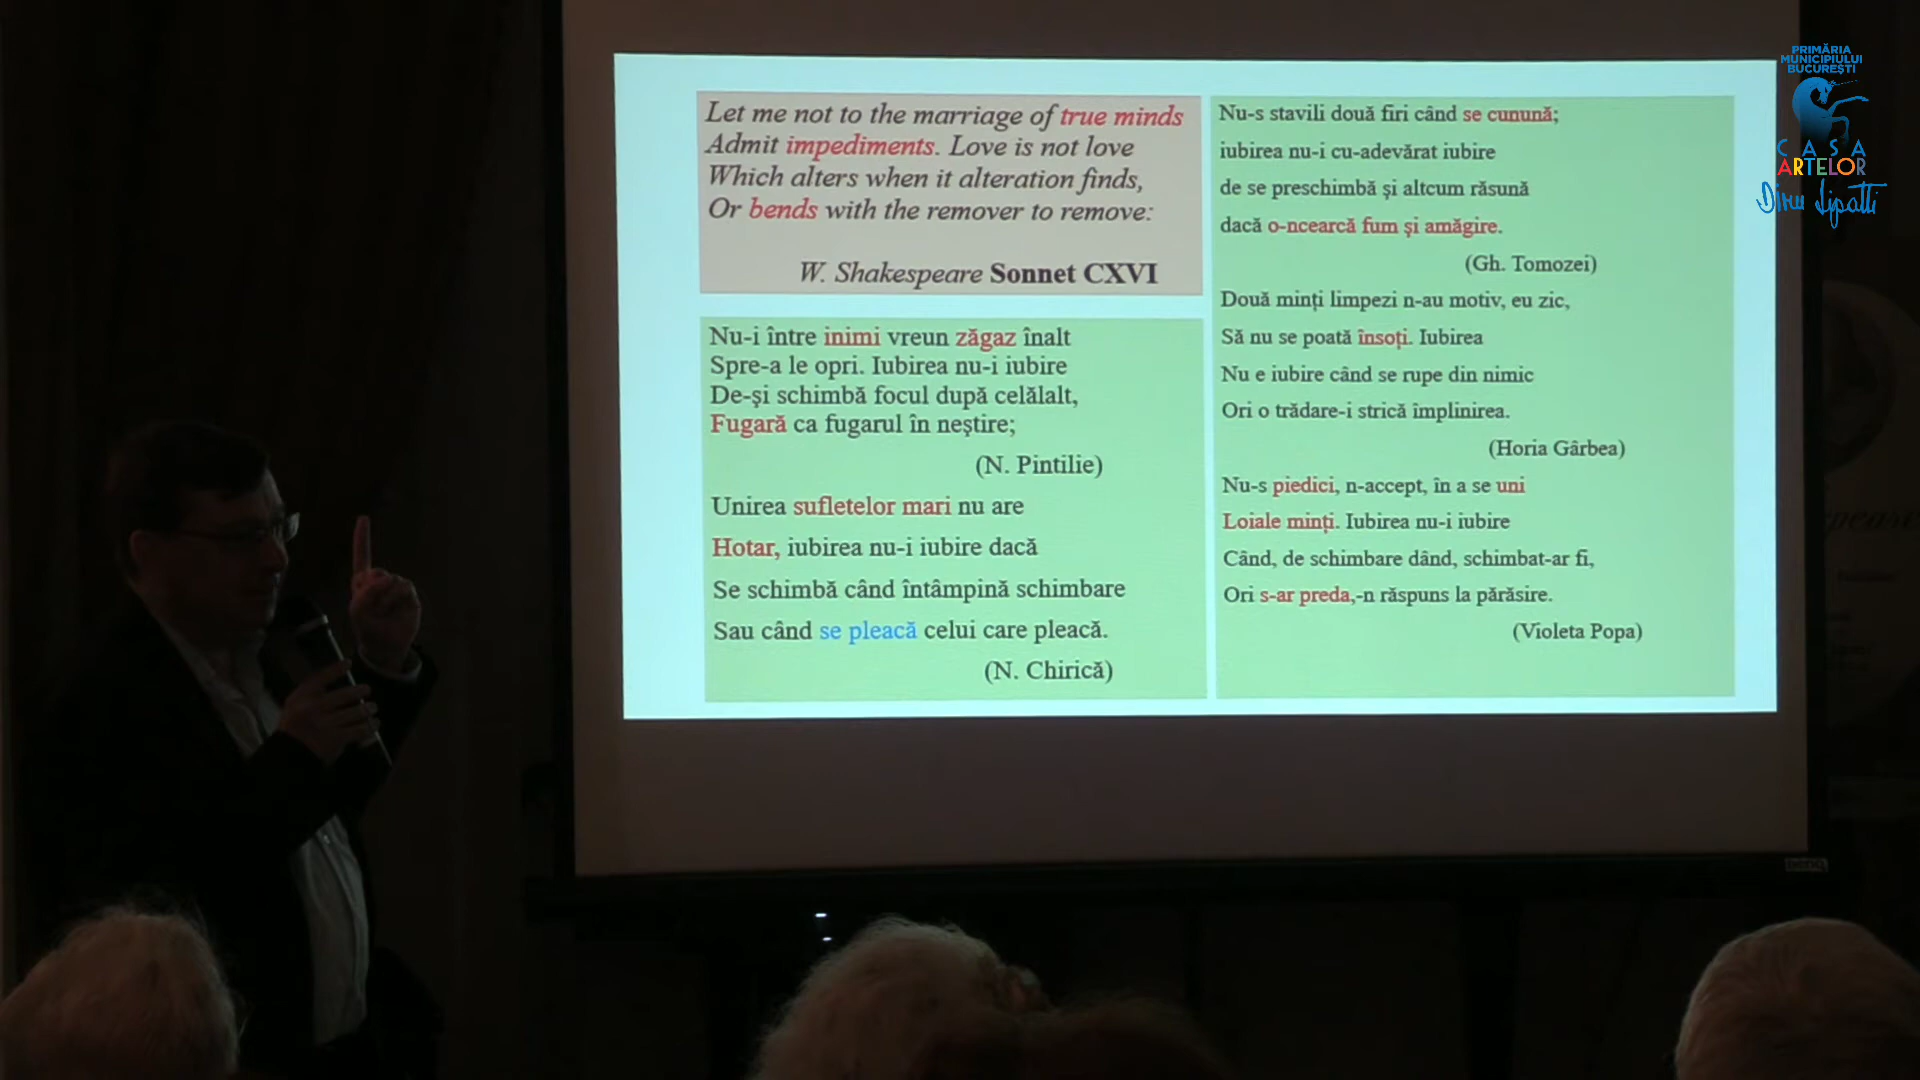 Let me not to the marriage of true minds
Admit impediments. Love is not love
Which alters when it alteration finds,
Or bends with the remover to remove:
W. Shakespeare Sonnet CXVI
Nu-i între inimi vreun zăgaz înalt
Spre-a le opri. Iubirea nu-i iubire
De-şi schimbă focul după celălalt,
Fugară ca fugarul în neştire;
(N. Pintilie)
Unirea sufletelor mari nu are
Hotar, iubirea nu-i iubire dacă
Se schimbă când întâmpină schimbare
Sau când se pleacă celui care pleacă.
(N. Chirică)
Nu-s stavili două firi când se cunună;
iubirea nu-i cu-adevărat iubire
de se preschimbă şi altcum răsună
dacă o-ncearcă fum şi amăgire.
(Gh. Tomozei)
Două minţi limpezi n-au motiv, eu zic,
Să nu se poată însoţi. Iubirea
Nu e iubire când se rupe din nimic
Ori o trădare-i strică împlinirea.
(Horia Gârbea)
Nu-s piedici, n-accept, în a se uni
Loiale minţi. Iubirea nu-i iubire
Când, de schimbare dând, schimbat-ar fi,
Ori s-ar preda,-n răspuns la părăsire.
(Violeta Popa)
PRIMĂRIA
MUNICIPIULUI
BUCUREŞTI
CASA
ARTELOR
Dinu Lipatti